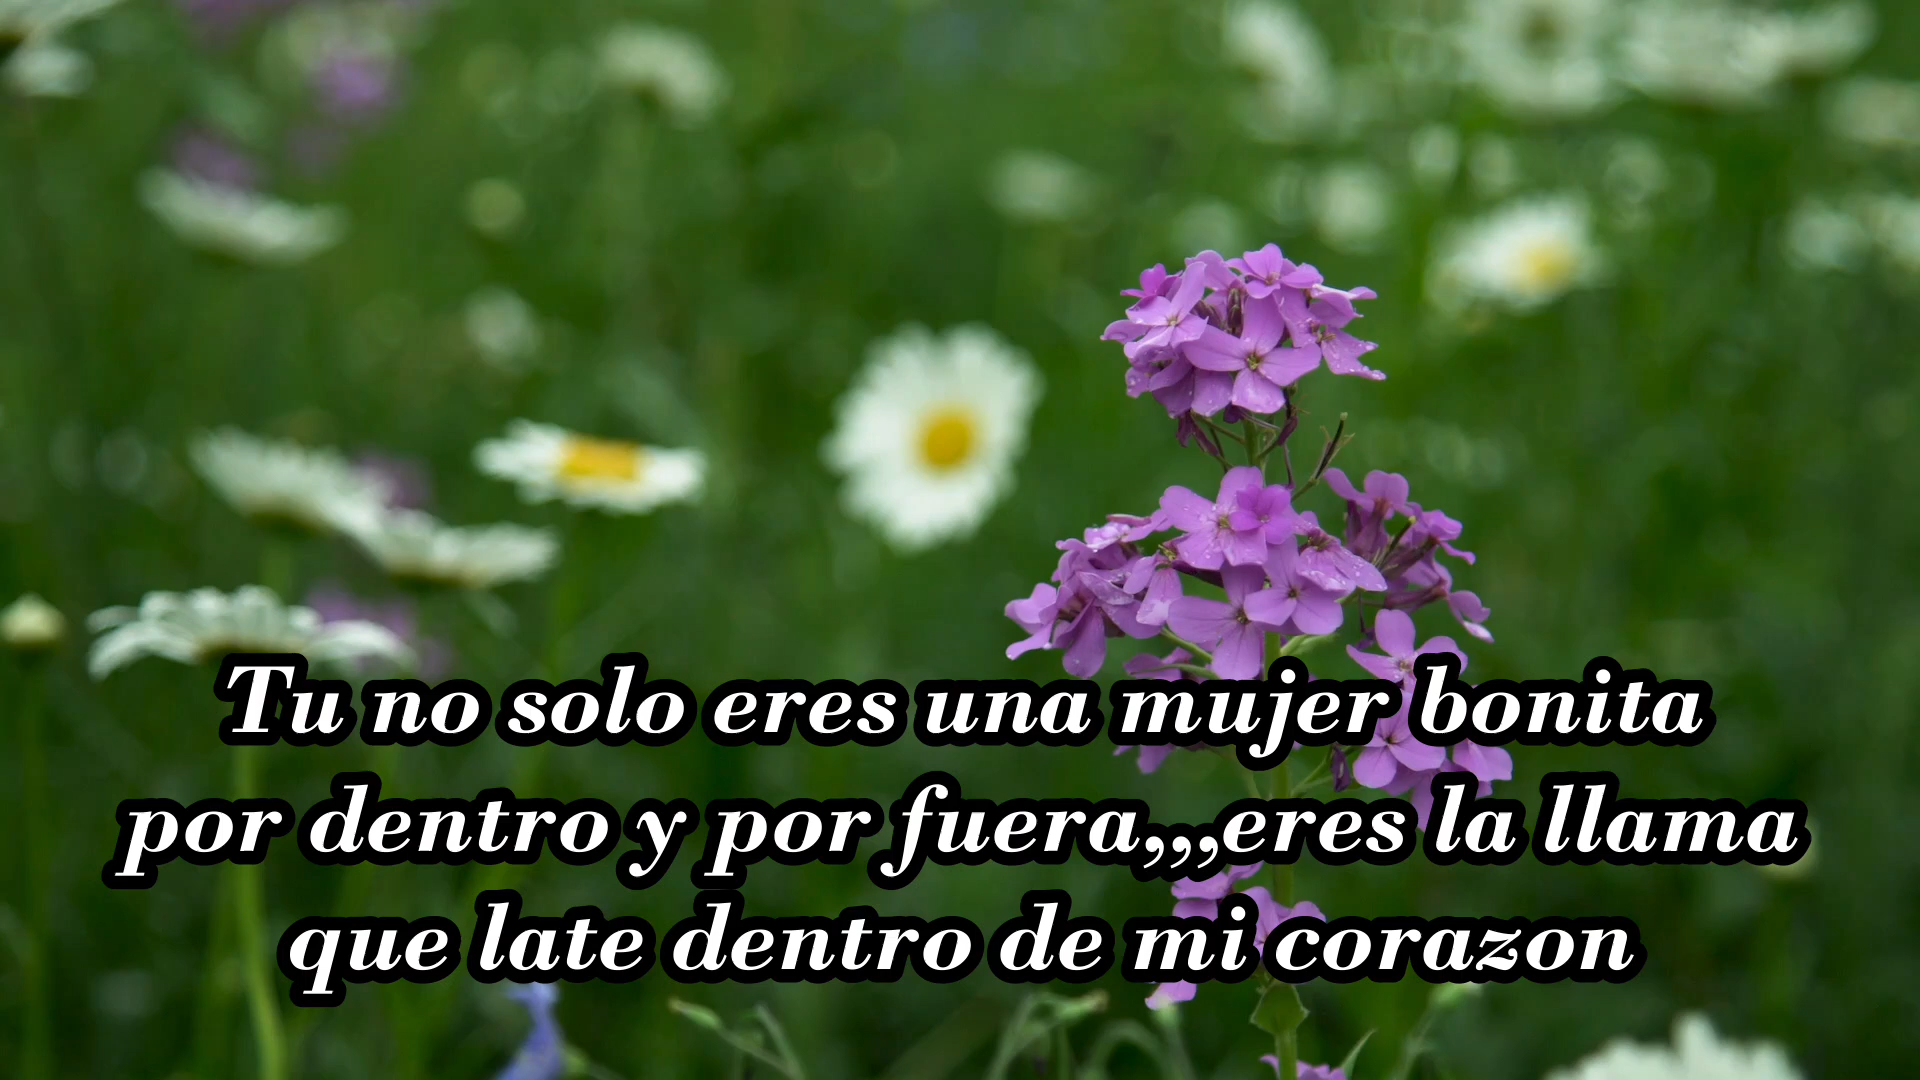 Tu no solo eres una mujer bonita
por dentro y por fuera,,,eres la llama
que late dentro de mi corazon